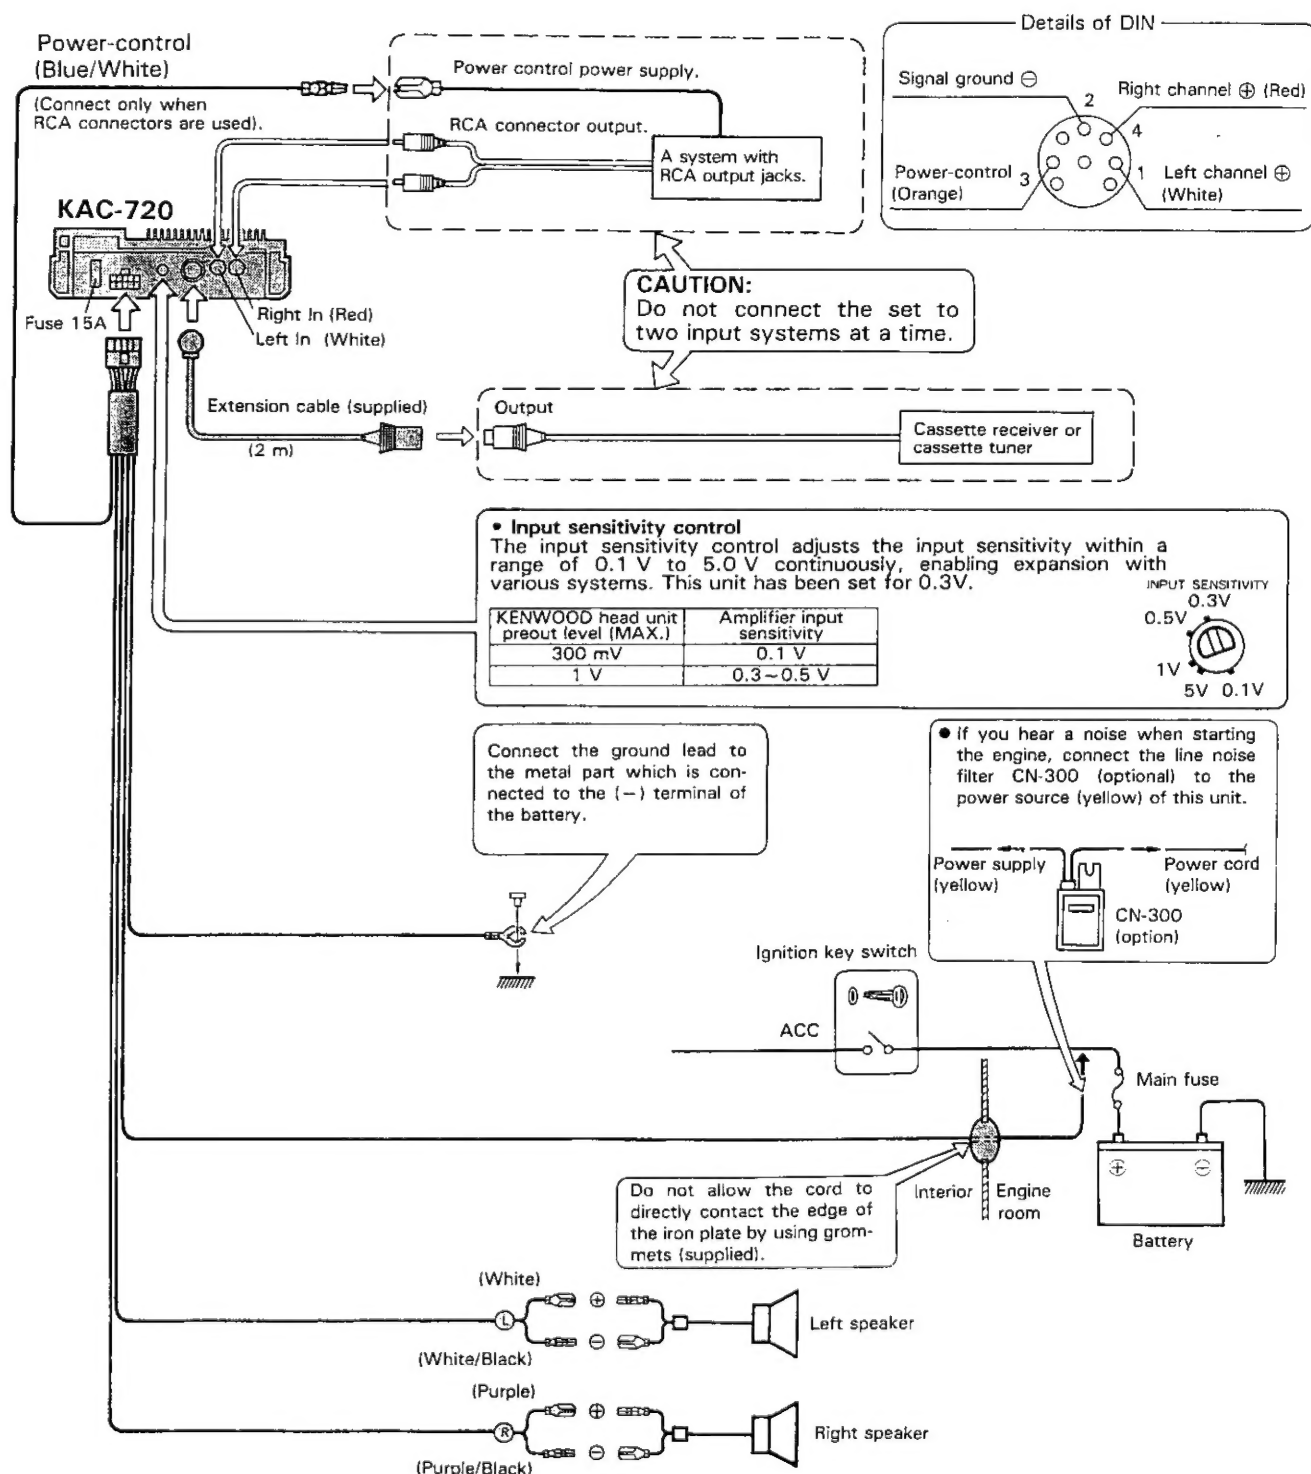 Power-control
(Blue/White)
(Connect only when
RCA connectors are used).
Power control power supply.
RCA connector output.
A system with
RCA output jacks.
Details of DIN
Signal ground ⊖
2
Right channel ⊕ (Red)
4
Power-control
(Orange)
3
1
Left channel ⊕
(White)
KAC-720
Fuse 15A
Right In (Red)
Left In (White)
CAUTION:
Do not connect the set to
two input systems at a time.
Extension cable (supplied)
(2 m)
Output
Cassette receiver or
cassette tuner
• Input sensitivity control
The input sensitivity control adjusts the input sensitivity within a
range of 0.1 V to 5.0 V continuously, enabling expansion with
various systems. This unit has been set for 0.3V.
KENWOOD head unit
preout level (MAX.)
Amplifier input
sensitivity
300 mV
0.1 V
1 V
0.3~0.5 V
INPUT SENSITIVITY
0.3V
0.5V
1V
5V
0.1V
Connect the ground lead to
the metal part which is con-
nected to the (−) terminal of
the battery.
• If you hear a noise when starting
the engine, connect the line noise
filter CN-300 (optional) to the
power source (yellow) of this unit.
Power supply
(yellow)
Power cord
(yellow)
CN-300
(option)
Ignition key switch
ACC
Main fuse
⊕
⊖
Interior
Engine
room
Battery
Do not allow the cord to
directly contact the edge of
the iron plate by using grom-
mets (supplied).
(White)
L
⊕
⊖
(White/Black)
Left speaker
(Purple)
R
⊕
⊖
(Purple/Black)
Right speaker